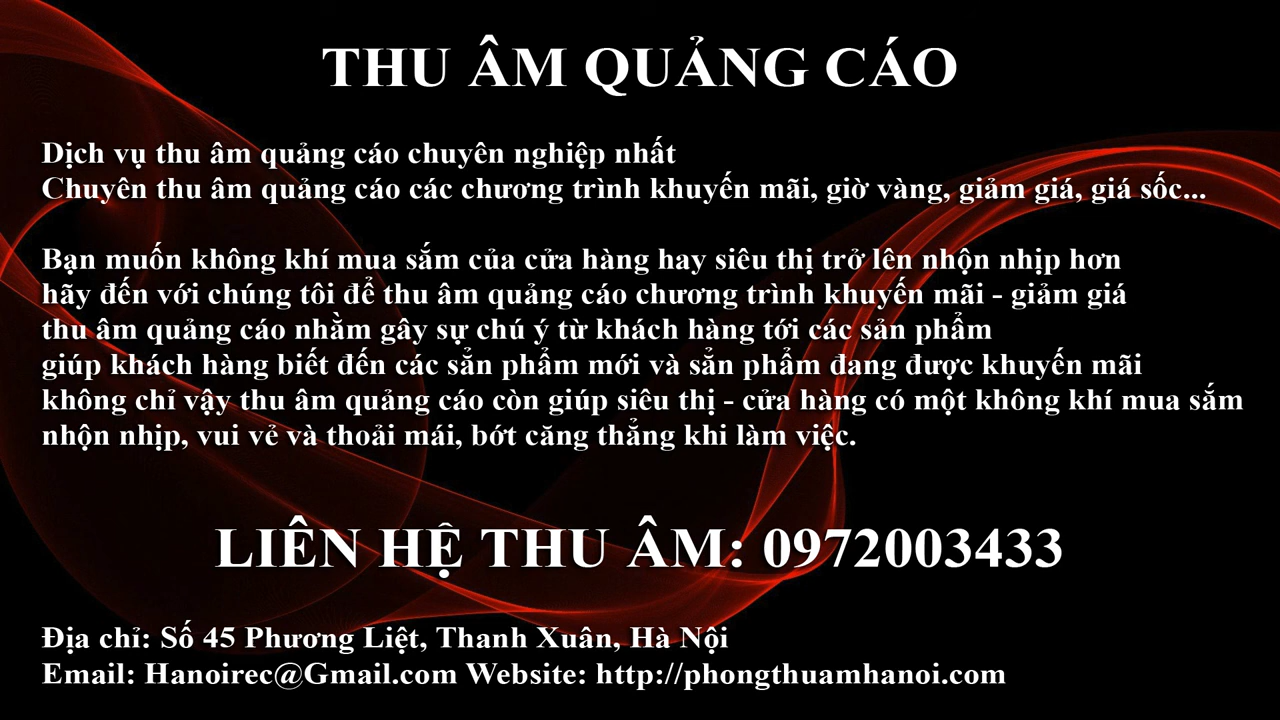 THU ÂM QUẢNG CÁO
Dịch vụ thu âm quảng cáo chuyên nghiệp nhất
Chuyên thu âm quảng cáo các chương trình khuyến mãi, giờ vàng, giảm giá, giá sốc...
Bạn muốn không khí mua sắm của cửa hàng hay siêu thị trở lên nhộn nhịp hơn
hãy đến với chúng tôi để thu âm quảng cáo chương trình khuyến mãi - giảm giá
thu âm quảng cáo nhằm gây sự chú ý từ khách hàng tới các sản phẩm
giúp khách hàng biết đến các sẳn phẩm mới và sẳn phẩm đang được khuyến mãi
không chỉ vậy thu âm quảng cáo còn giúp siêu thị - cửa hàng có một không khí mua sắm
nhộn nhịp, vui vẻ và thoải mái, bớt căng thẳng khi làm việc.
LIÊN HỆ THU ÂM: 0972003433
Địa chỉ: Số 45 Phương Liệt, Thanh Xuân, Hà Nội
Email: Hanoirec@Gmail.com Website: http://phongthuamhanoi.com